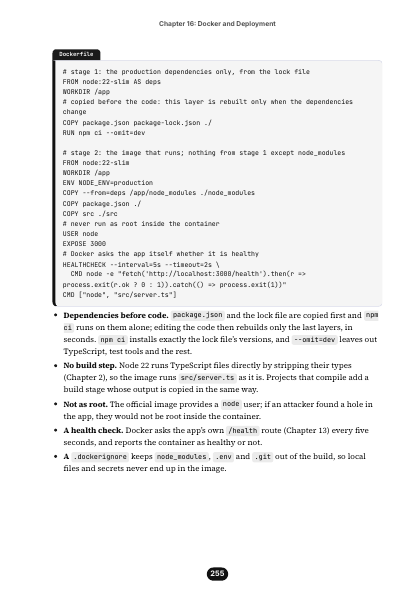 Chapter 16: Docker and Deployment
Dockerfile
# stage 1: the production dependencies only, from the lock file
FROM node:22-slim AS deps
WORKDIR /app
# copied before the code: this layer is rebuilt only when the dependencies
change
COPY package.json package-lock.json ./
RUN npm ci --omit=dev
# stage 2: the image that runs; nothing from stage 1 except node_modules
FROM node:22-slim
WORKDIR /app
ENV NODE_ENV=production
COPY --from=deps /app/node_modules ./node_modules
COPY package.json ./
COPY src ./src
# never run as root inside the container
USER node
EXPOSE 3000
# Docker asks the app itself whether it is healthy
HEALTHCHECK --interval=5s --timeout=2s \
CMD node -e "fetch('http://localhost:3000/health').then(r =>
process.exit(r.ok ? 0 : 1)).catch(() => process.exit(1))"
CMD ["node", "src/server.ts"]
• Dependencies before code. package.json and the lock file are copied first and npm
ci runs on them alone; editing the code then rebuilds only the last layers, in
seconds. npm ci installs exactly the lock file's versions, and --omit=dev leaves out
TypeScript, test tools and the rest.
• No build step. Node 22 runs TypeScript files directly by stripping their types
(Chapter 2), so the image runs src/server.ts as it is. Projects that compile add a
build stage whose output is copied in the same way.
• Not as root. The official image provides a node user; if an attacker found a hole in
the app, they would not be root inside the container.
• A health check. Docker asks the app's own /health route (Chapter 13) every five
seconds, and reports the container as healthy or not.
• A .dockerignore keeps node_modules, .env and .git out of the build, so local
files and secrets never end up in the image.
255